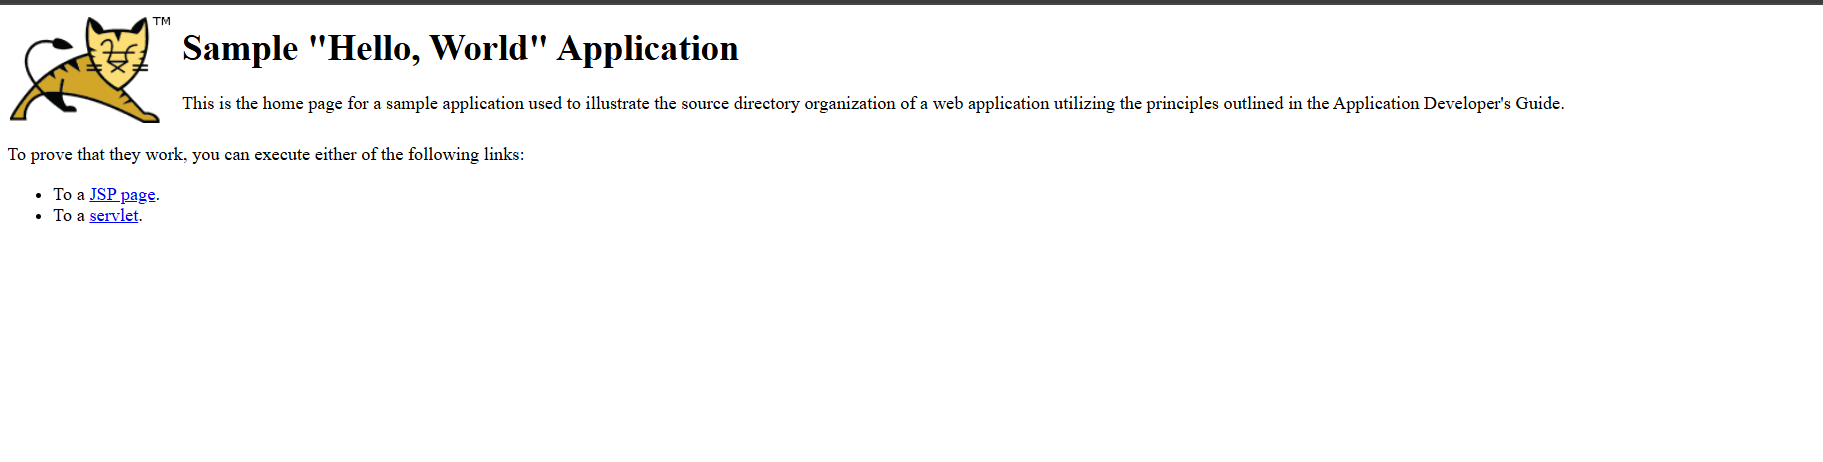 TM
Sample "Hello, World" Application
This is the home page for a sample application used to illustrate the source directory organization of a web application utilizing the principles outlined in the Application Developer's Guide.
To prove that they work, you can execute either of the following links:
• To a JSP page.
• To a servlet.